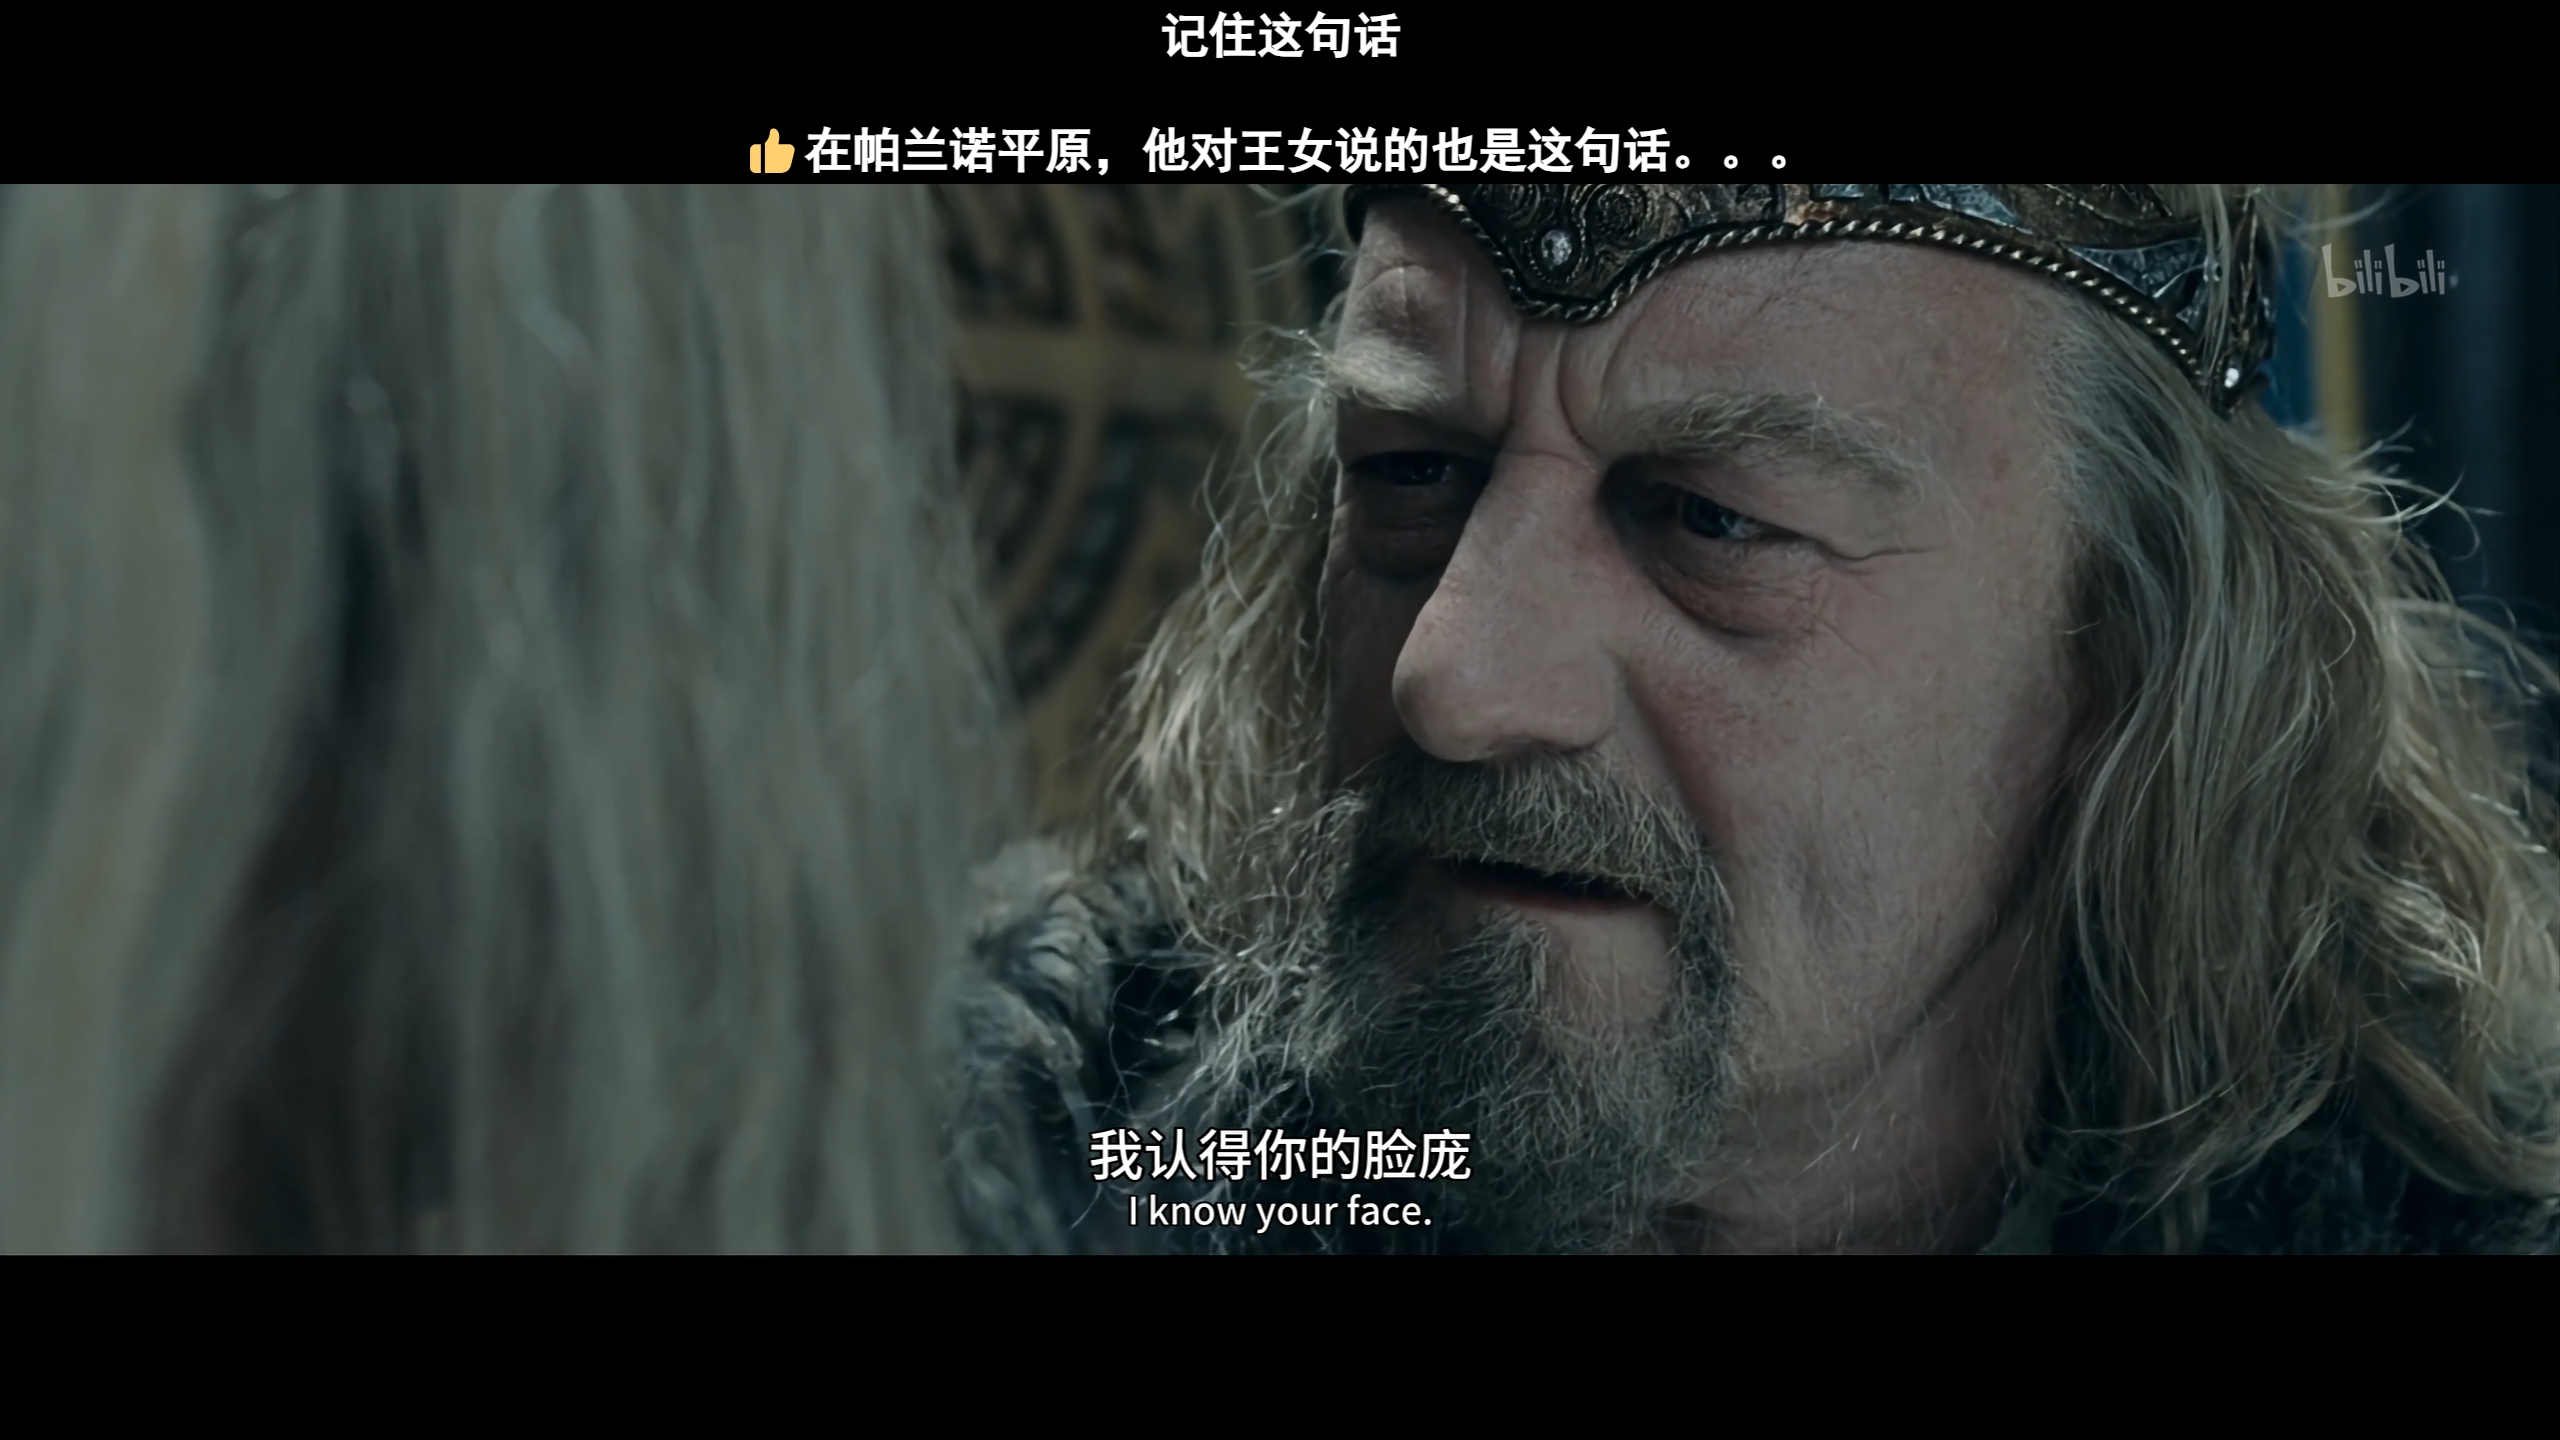 记住这句话
👍在帕兰诺平原，他对王女说的也是这句话。。。
bilibili
我认得你的脸庞
I know your face.